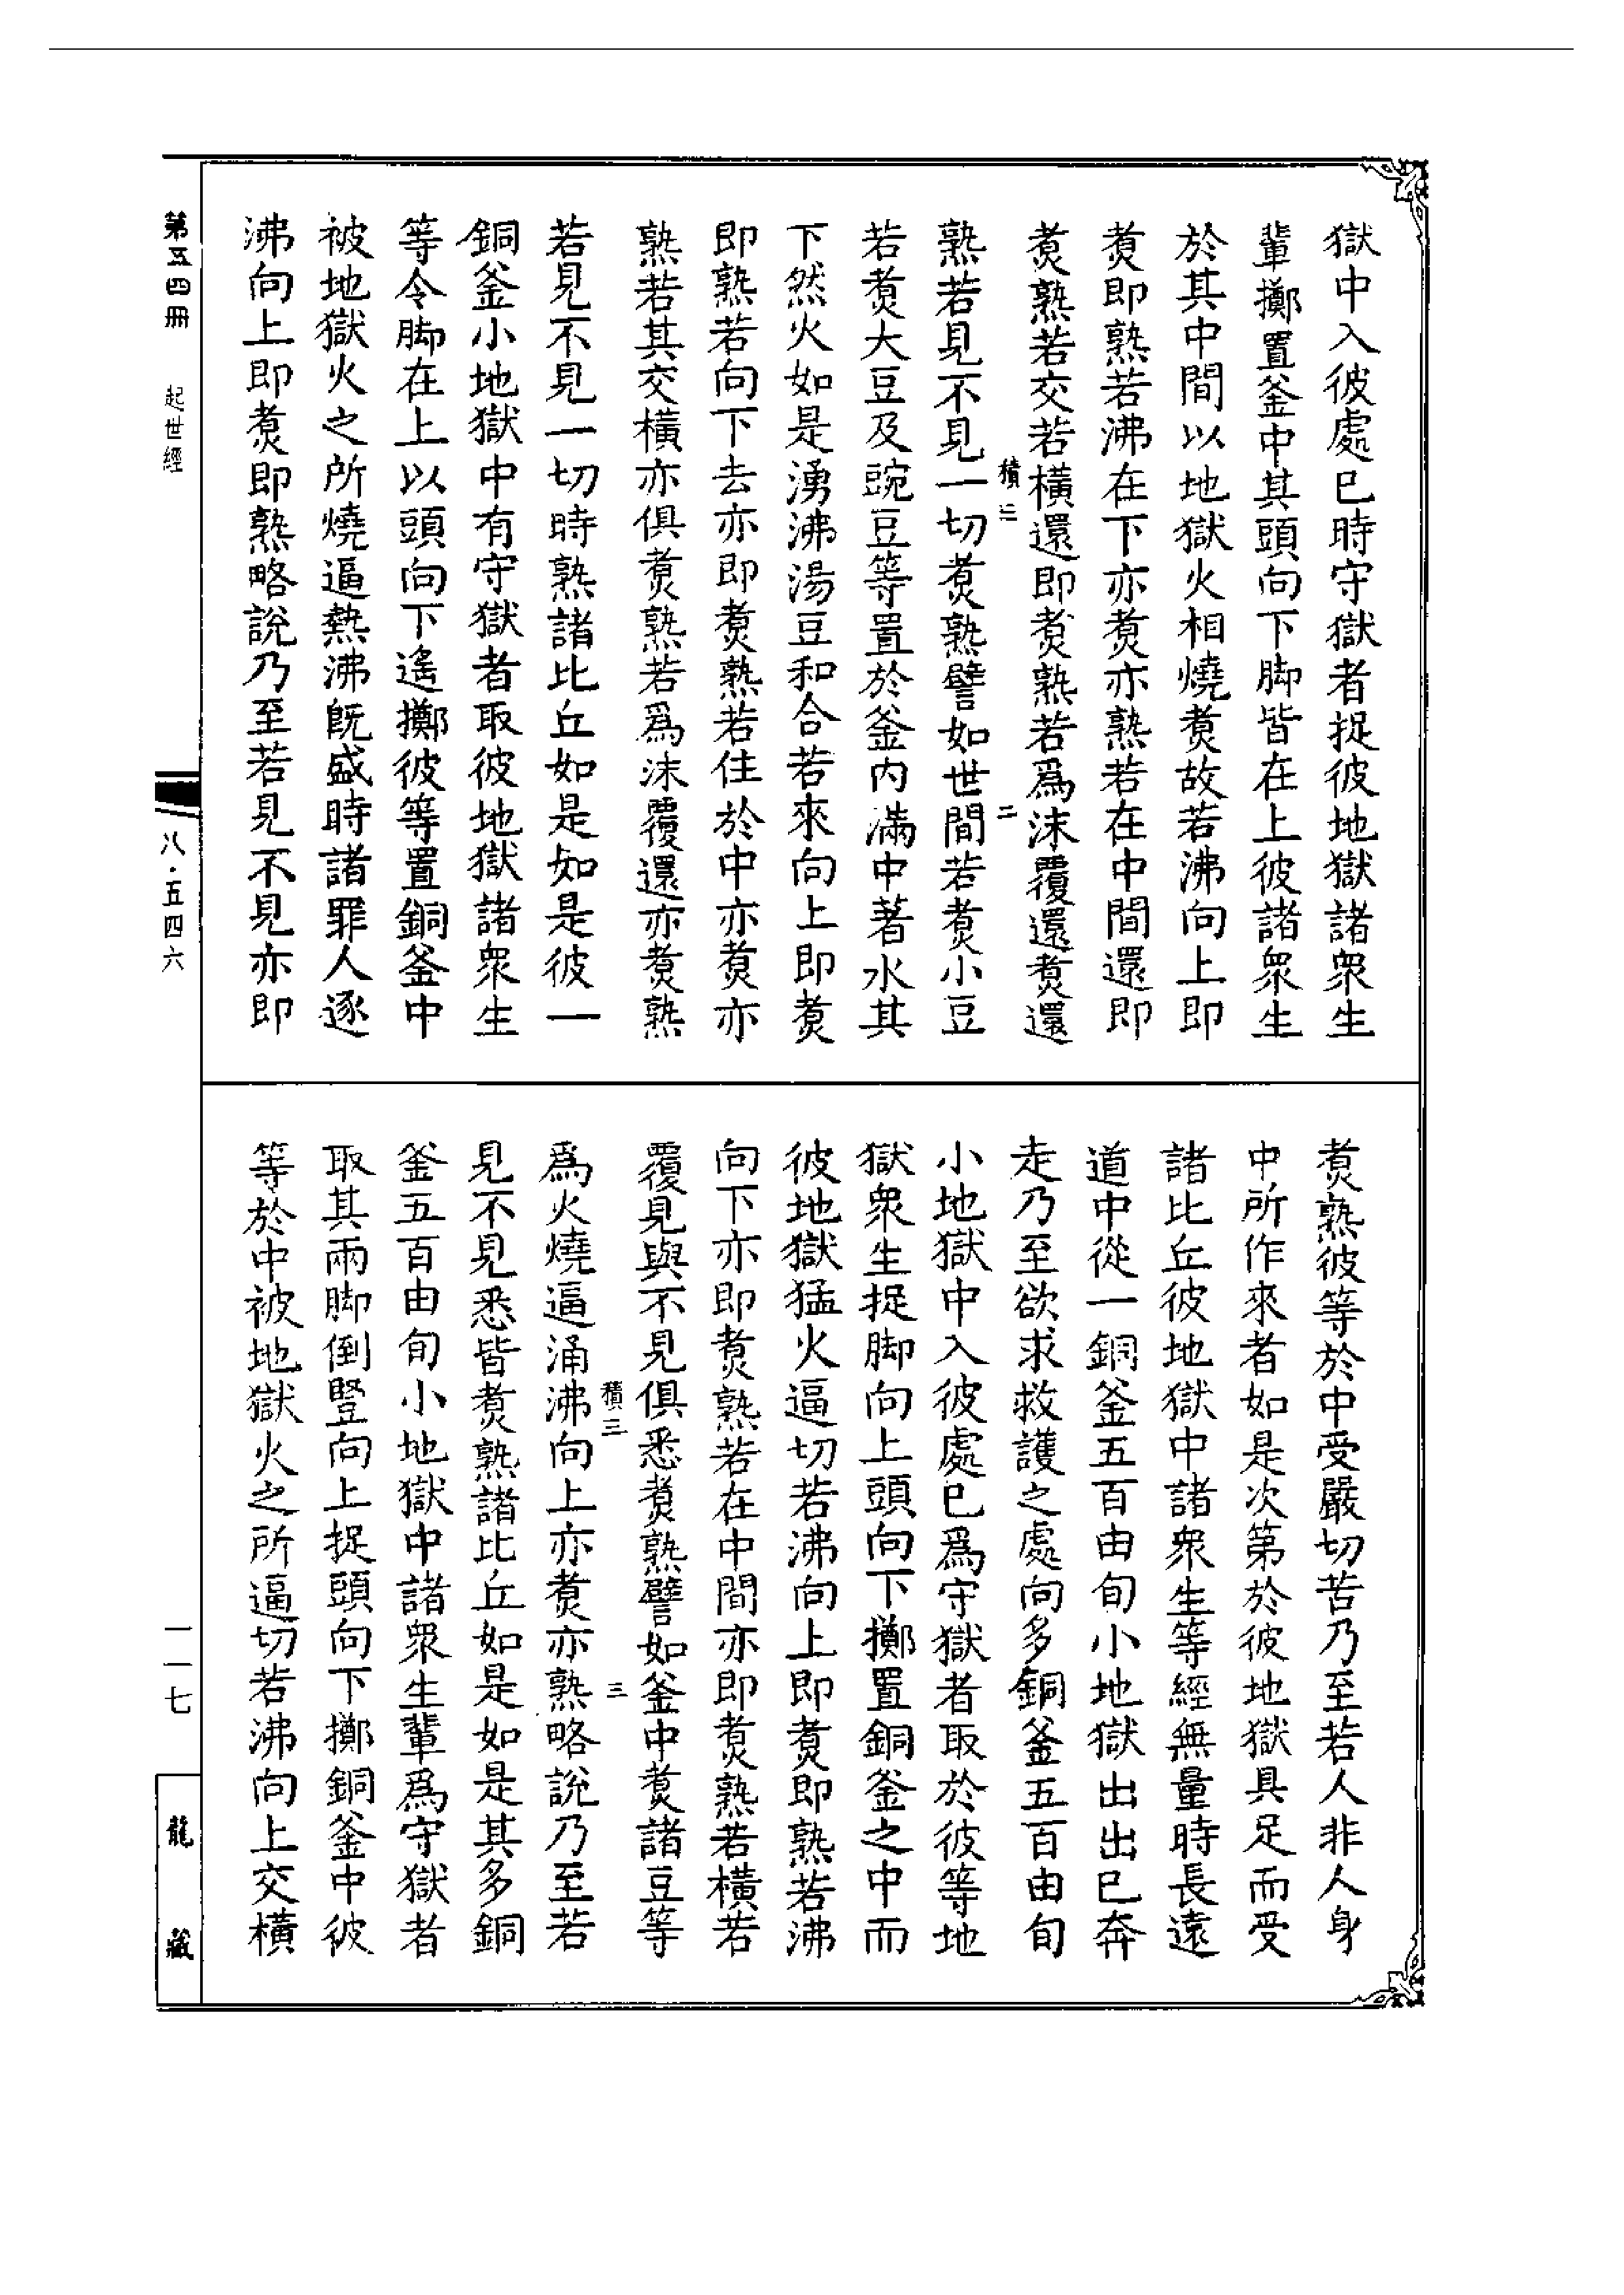 獄中入彼處已時守獄者捉彼地獄諸衆生
輩擲置釜中其頭向下脚皆在上彼諸衆生
於其中間以地獄火相燒煑故若沸向上即
煑即熟若沸在下亦煑亦熟若在中間還即
煑熟若交若橫還即煑熟若爲沫覆還煑還
積三
二
熟若見不見一切煑熟譬如世間若煑小豆
若煑大豆及豌豆等置於釜內滿中著水其
下然火如是湧沸湯豆和合若來向上即煑
即熟若向下去亦即煑熟若住於中亦煑亦
熟若其交橫亦俱煑熟若爲沫覆還亦煑熟
若見不見一切時熟諸比丘如是如是彼一
銅釜小地獄中有守獄者取彼地獄諸衆生
等令脚在上以頭向下遙擲彼等置銅釜中
被地獄火之所燒逼熱沸旣盛時諸罪人逐
沸向上即煑即熟略說乃至若見不見亦即
煑熟彼等於中受嚴切苦乃至若人非人身
中所作來者如是次第於彼地獄具足而受
諸比丘彼地獄中諸衆生等經無量時長遠
道中從一銅釜五百由旬小地獄出出已奔
走乃至欲求救護之處向多銅釜五百由旬
小地獄中入彼處已爲守獄者取於彼等地
獄衆生捉脚向上頭向下擲置銅釜之中而
彼地獄猛火逼切若沸向上即煑即熟若沸
向下亦即煑熟若在中間亦即煑熟若橫若
覆見與不見俱悉煑熟譬如釜中煑諸豆等
積三
三
爲火燒逼涌沸向上亦煑亦熟略說乃至若
見不見悉皆煑熟諸比丘如是如是其多銅
釜五百由旬小地獄中諸衆生輩爲守獄者
取其兩脚倒豎向上捉頭向下擲銅釜中彼
等於中被地獄火之所逼切若沸向上交橫
第五四冊 起世經
八·五四六
一一七
龍藏